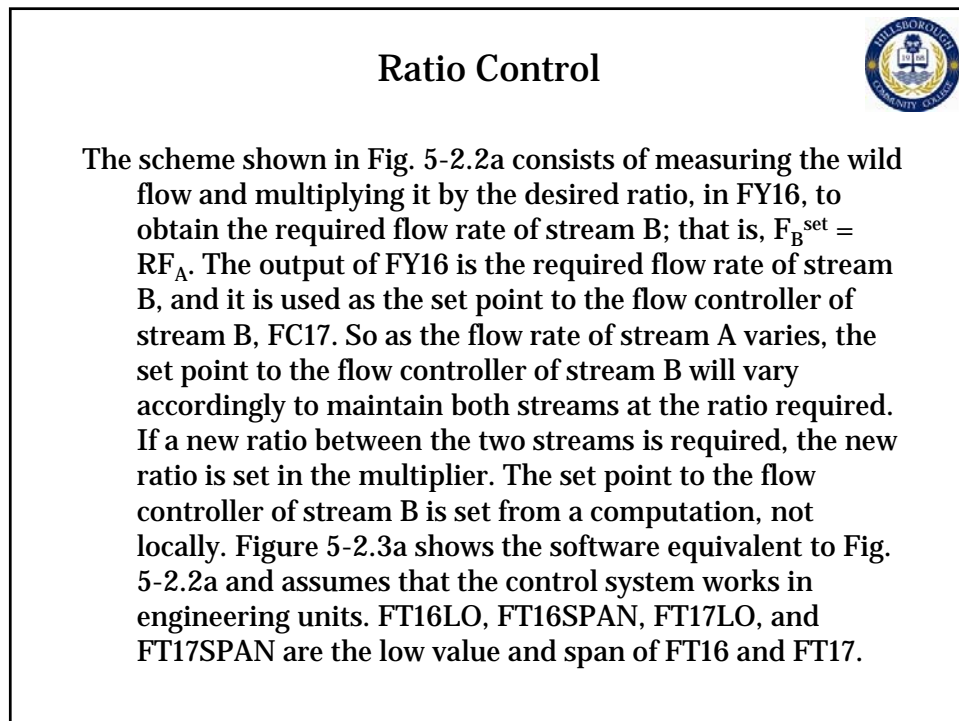 Ratio Control
HILLSBOROUGH
1968
COMMUNITY COLLEGE
The scheme shown in Fig. 5-2.2a consists of measuring the wild
flow and multiplying it by the desired ratio, in FY16, to
obtain the required flow rate of stream B; that is, F_B^set =
RF_A. The output of FY16 is the required flow rate of stream
B, and it is used as the set point to the flow controller of
stream B, FC17. So as the flow rate of stream A varies, the
set point to the flow controller of stream B will vary
accordingly to maintain both streams at the ratio required.
If a new ratio between the two streams is required, the new
ratio is set in the multiplier. The set point to the flow
controller of stream B is set from a computation, not
locally. Figure 5-2.3a shows the software equivalent to Fig.
5-2.2a and assumes that the control system works in
engineering units. FT16LO, FT16SPAN, FT17LO, and
FT17SPAN are the low value and span of FT16 and FT17.